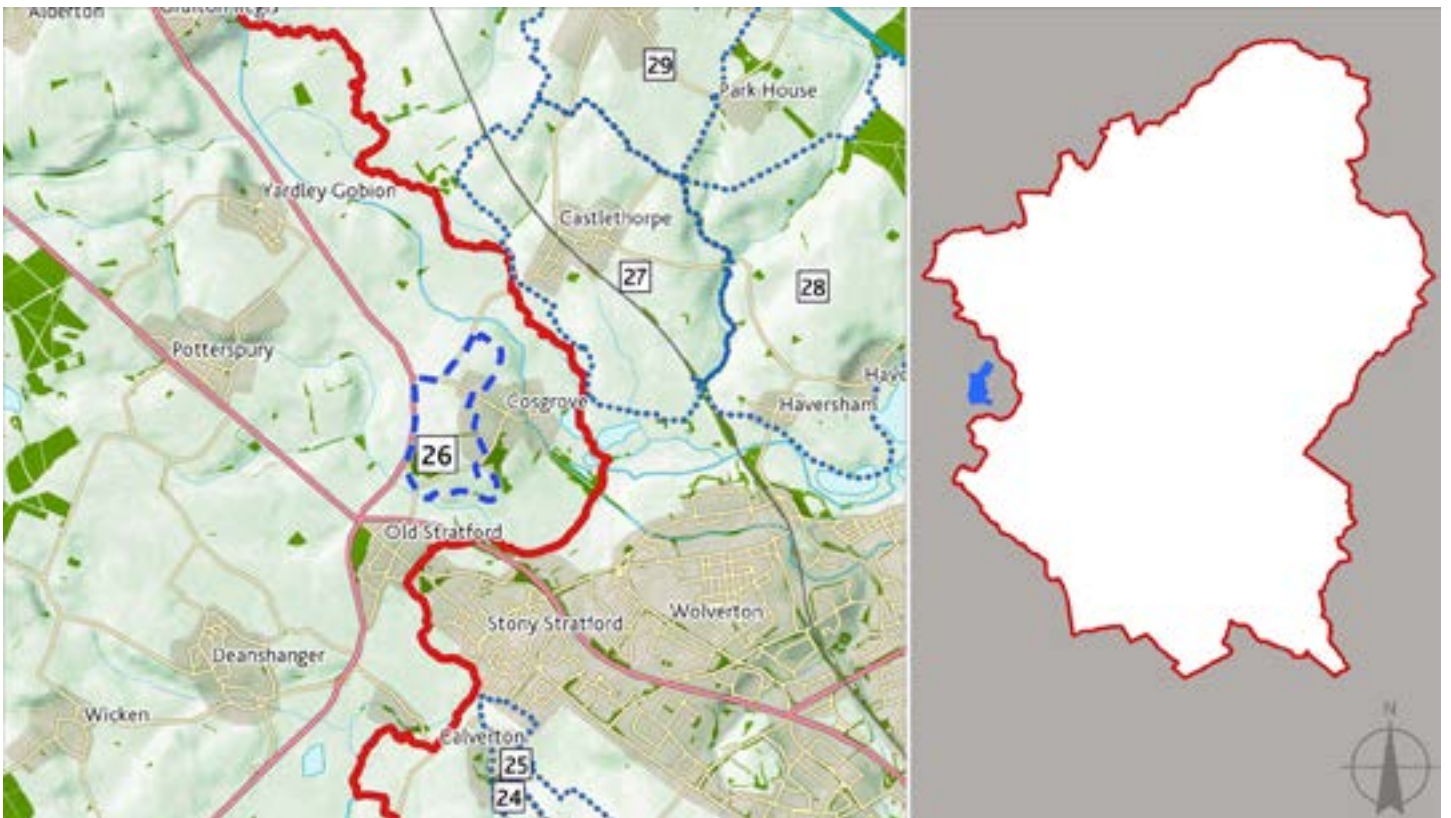 Alderton
29
Park House
Yardley Gobion
Castlethorpe
27
28
Potterspury
Cosgrove
Haversham
26
Old Stratford
Stony Stratford
Wolverton
Deanshanger
Wicken
Calverton
25
24
N